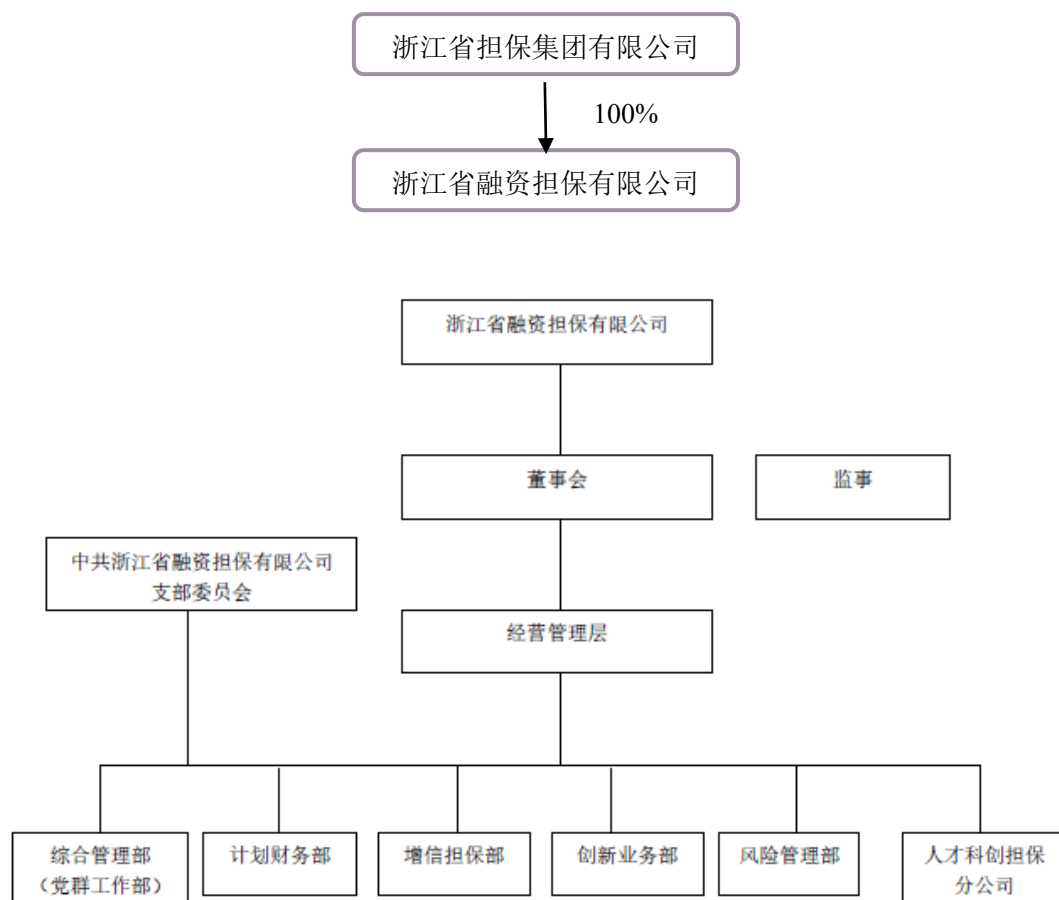 浙江省担保集团有限公司
100%
浙江省融资担保有限公司
浙江省融资担保有限公司
董事会
监事
中共浙江省融资担保有限公司
支部委员会
经营管理层
综合管理部
（党群工作部）
计划财务部
增信担保部
创新业务部
风险管理部
人才科创担保
分公司